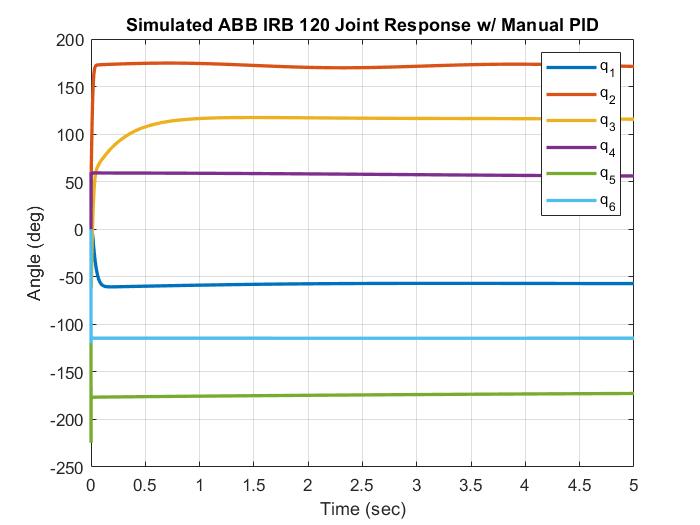 Simulated ABB IRB 120 Joint Response w/ Manual PID
Angle (deg)
200
150
100
50
0
-50
-100
-150
-200
-250
q1
q2
q3
q4
q5
q6
0 0.5 1 1.5 2 2.5 3 3.5 4 4.5 5
Time (sec)